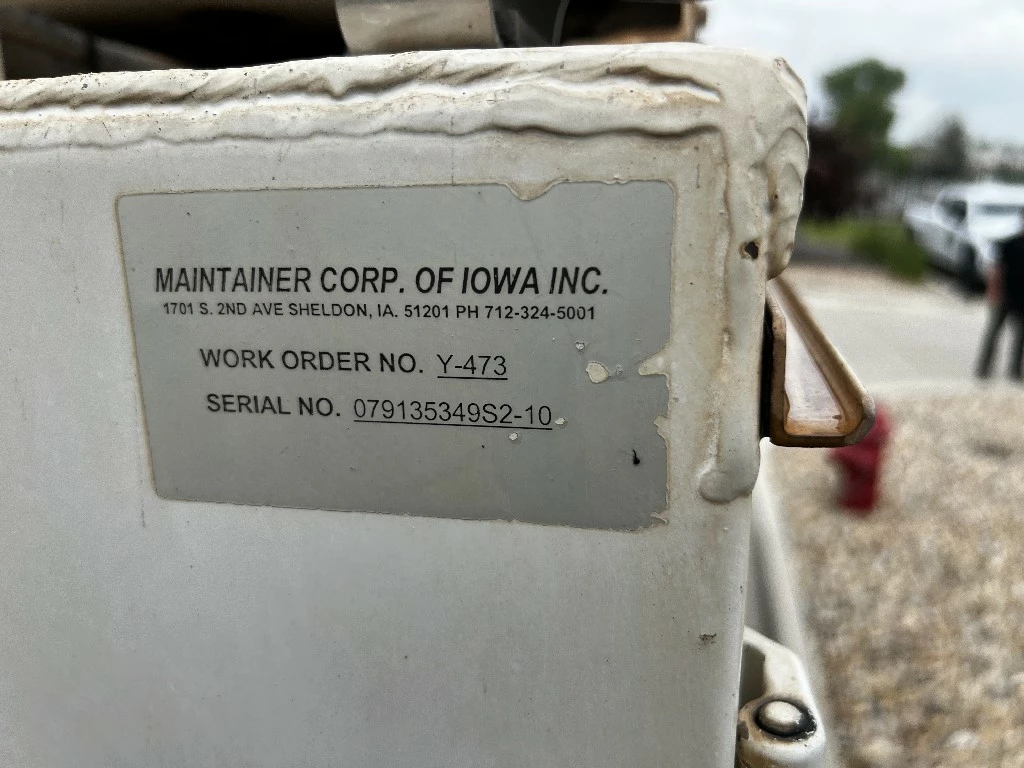 MAINTAINER CORP. OF IOWA INC.
1701 S. 2ND AVE SHELDON, IA. 51201 PH 712-324-5001
WORK ORDER NO. Y-473
SERIAL NO. 079135349S2-10